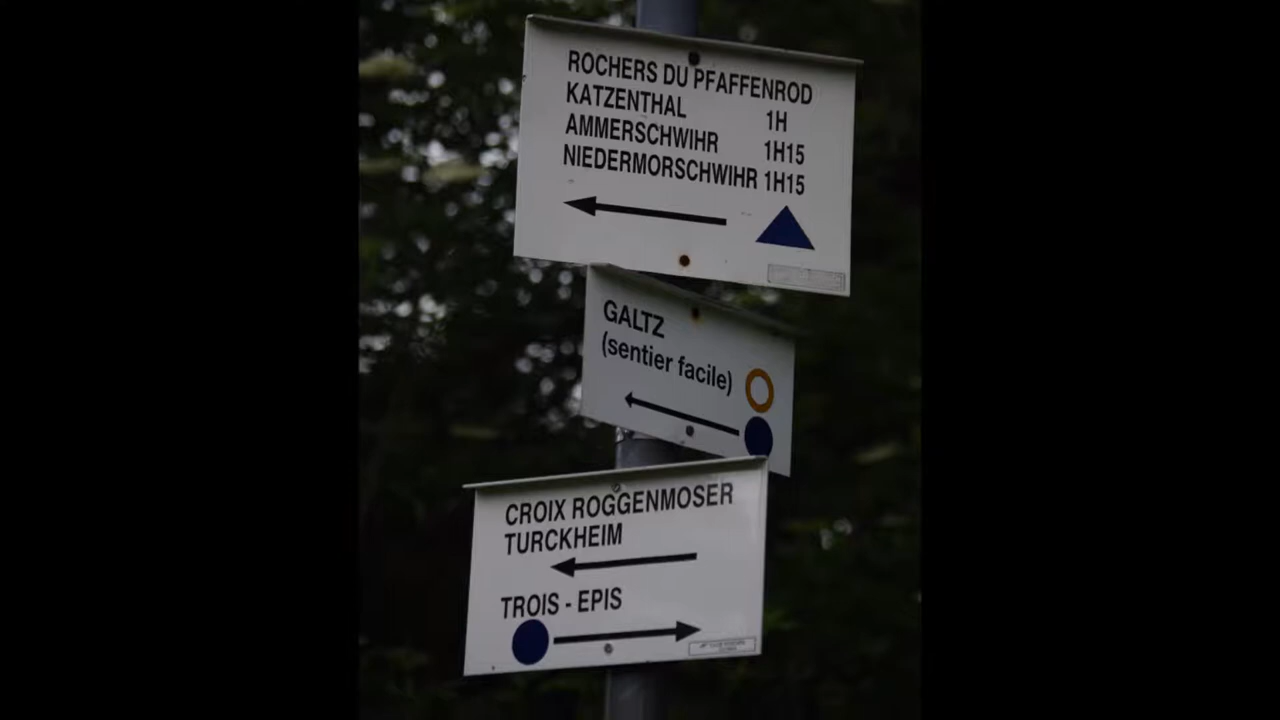 ROCHERS DU PFAFFENROD
KATZENTHAL 1H
AMMERSCHWIHR 1H15
NIEDERMORSCHWIHR 1H15
GALTZ
(sentier facile)
CROIX ROGGENMOSER
TURCKHEIM
TROIS - EPIS